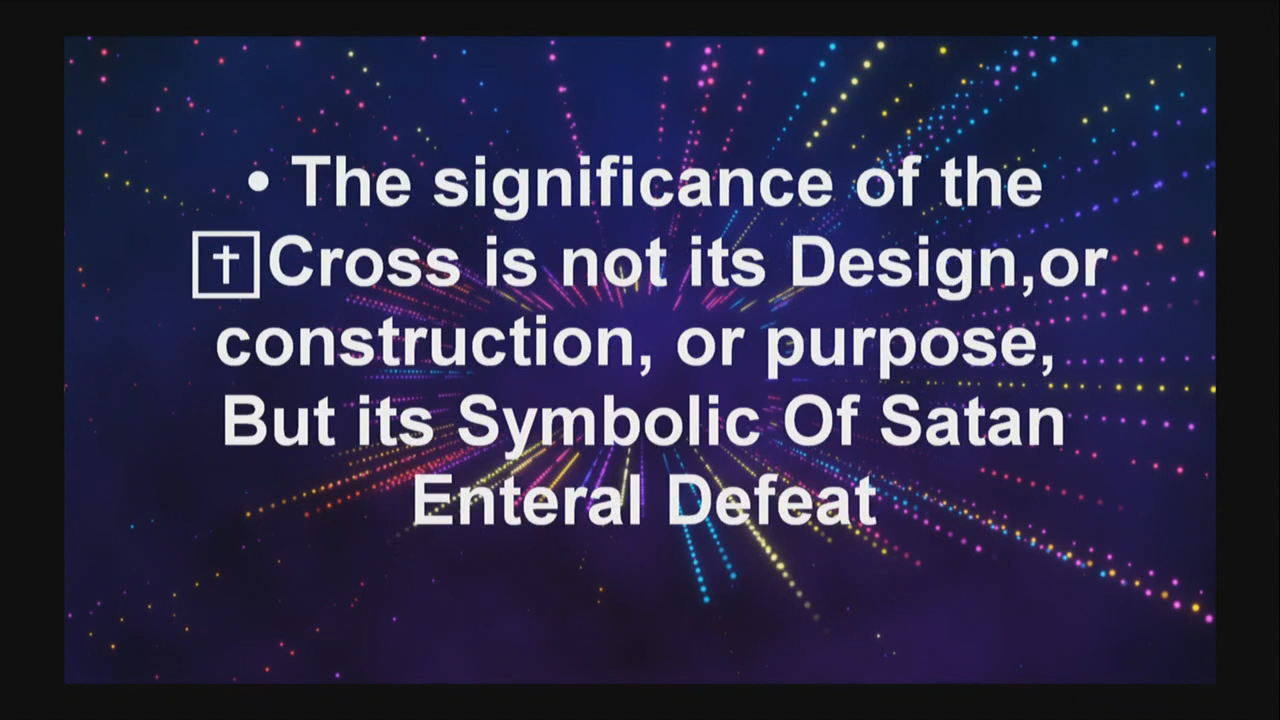 • The significance of the
✝Cross is not its Design,or
construction, or purpose,
But its Symbolic Of Satan
Enteral Defeat